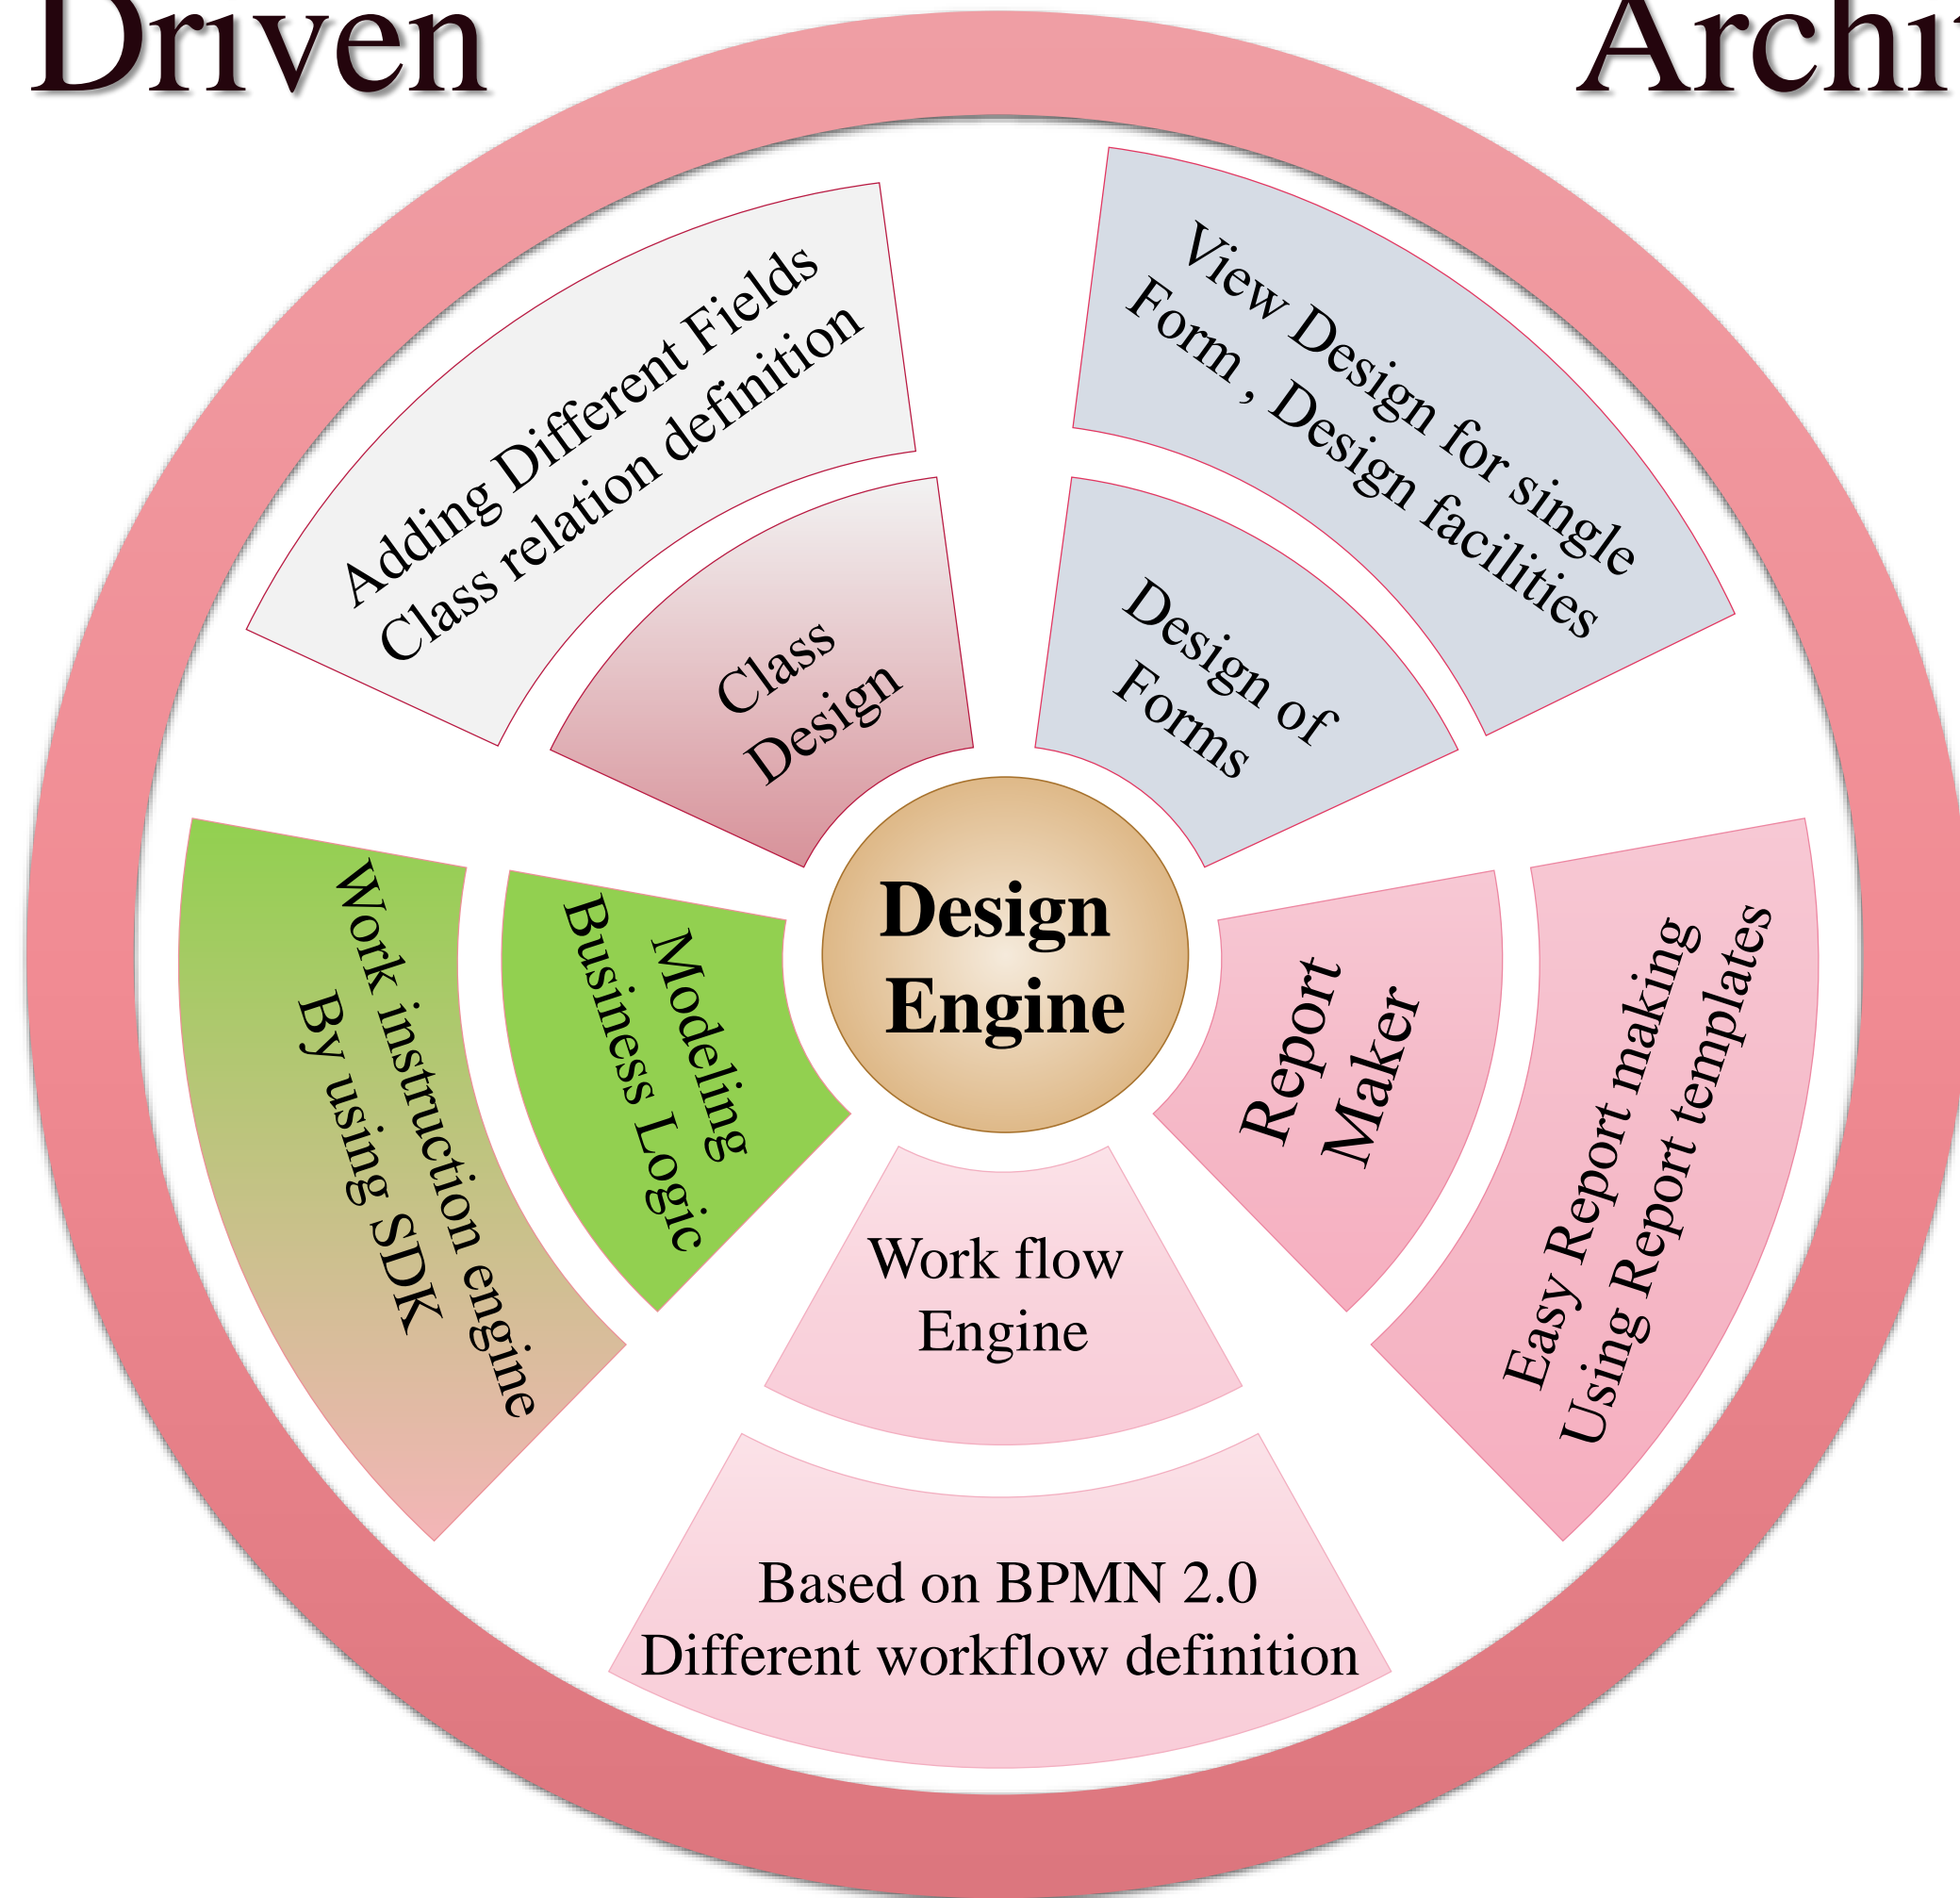 Driven
Adding Different Fields
Class relation definition
View Design for single
Form , Design facilities
Class
Design
Design of
Forms
Design
Engine
Work instruction engine
By using SDK
Modeling
Business Logic
Report
Maker
Easy Report making
Using Report templates
Work flow
Engine
Based on BPMN 2.0
Different workflow definition